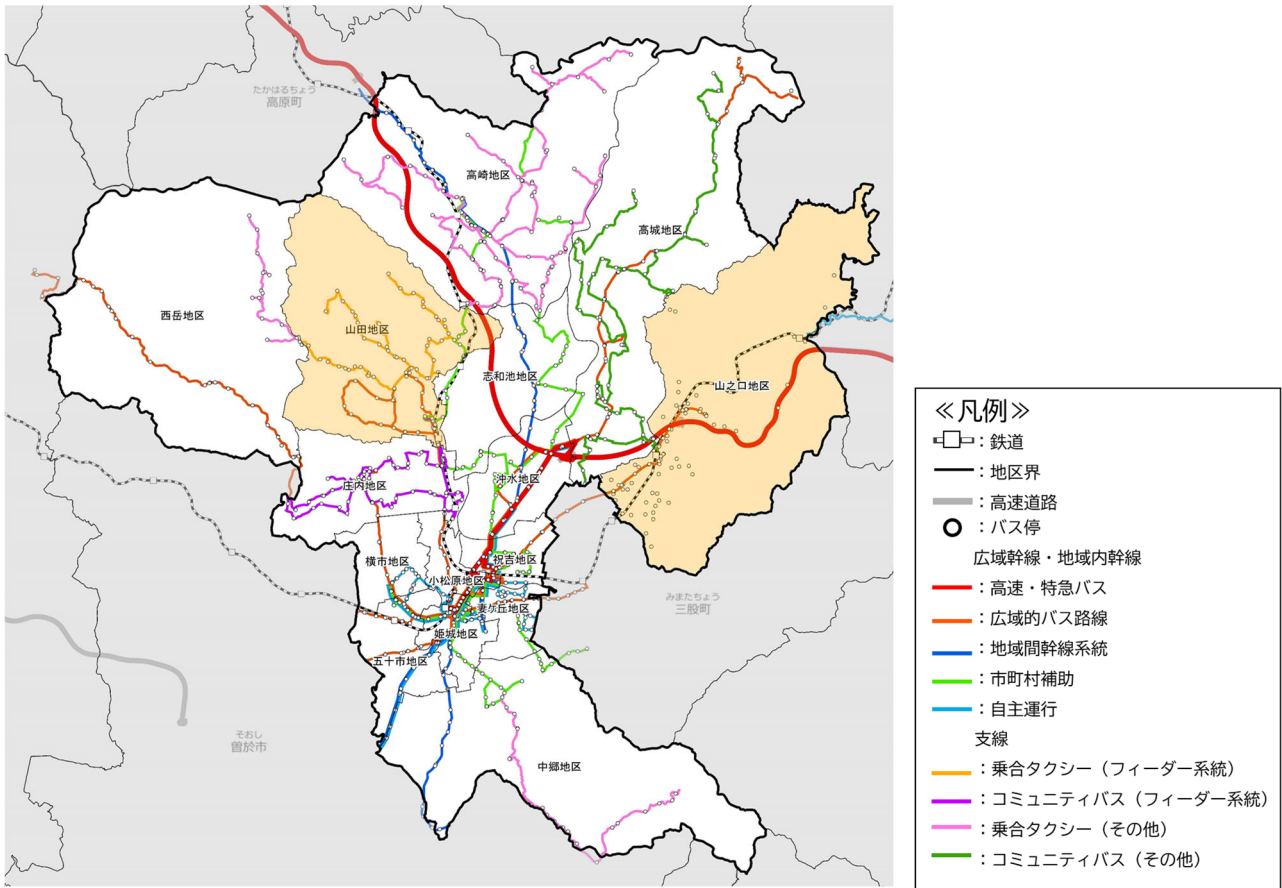 たかはるちょう
高原町
高崎地区
高城地区
西岳地区
山田地区
志和池地区
山之口地区
庄内地区
沖水地区
横市地区
祝吉地区
小松原地区
妻ケ丘地区
みまたちょう
三股町
姫城地区
五十市地区
そおし
曽於市
中郷地区
≪凡例≫
：鉄道
：地区界
：高速道路
：バス停
広域幹線・地域内幹線
：高速・特急バス
：広域的バス路線
：地域間幹線系統
：市町村補助
：自主運行
支線
：乗合タクシー（フィーダー系統）
：コミュニティバス（フィーダー系統）
：乗合タクシー（その他）
：コミュニティバス（その他）